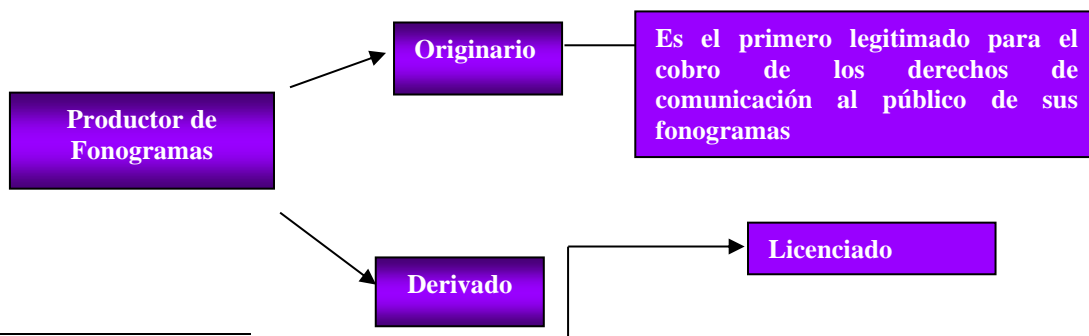 Originario
Es el primero legitimado para el
cobro de los derechos de
comunicación al público de sus
fonogramas
Productor de
Fonogramas
Licenciado
Derivado